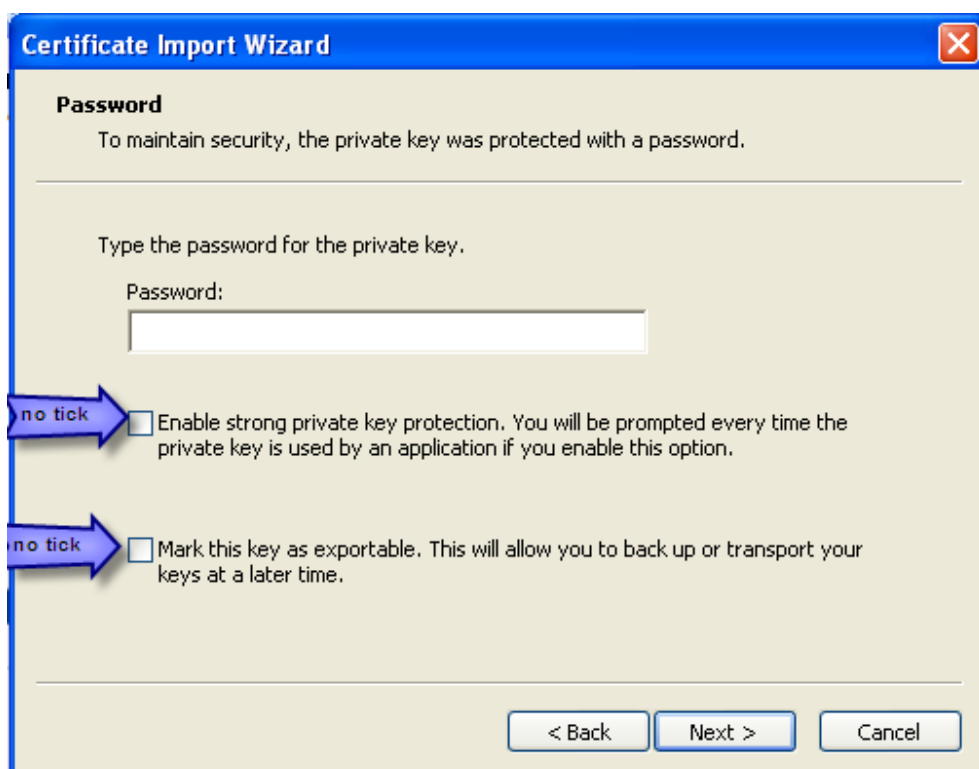 Certificate Import Wizard
Password
To maintain security, the private key was protected with a password.
Type the password for the private key.
Password:
no tick
Enable strong private key protection. You will be prompted every time the
private key is used by an application if you enable this option.
no tick
Mark this key as exportable. This will allow you to back up or transport your
keys at a later time.
< Back
Next >
Cancel